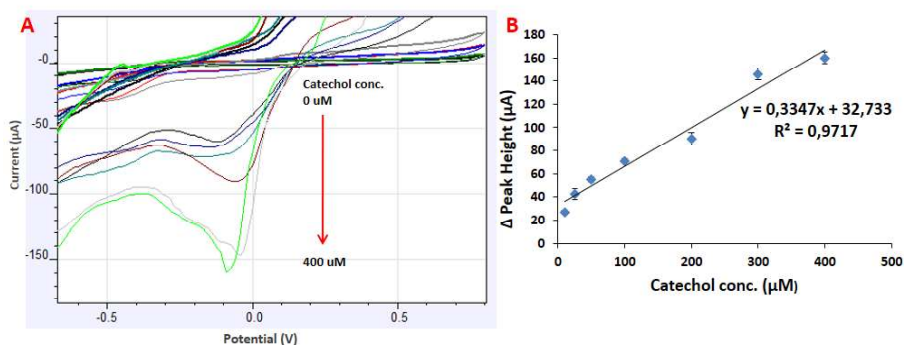 A
-0
-50
-100
-150
Current (µA)
-0.5
0.0
0.5
Potential (V)
Catechol conc.
0 uM
400 uM
B
180
160
140
120
100
80
60
40
20
0
Δ Peak Height (µA)
y = 0,3347x + 32,733
R² = 0,9717
0
100
200
300
400
500
Catechol conc. (µM)